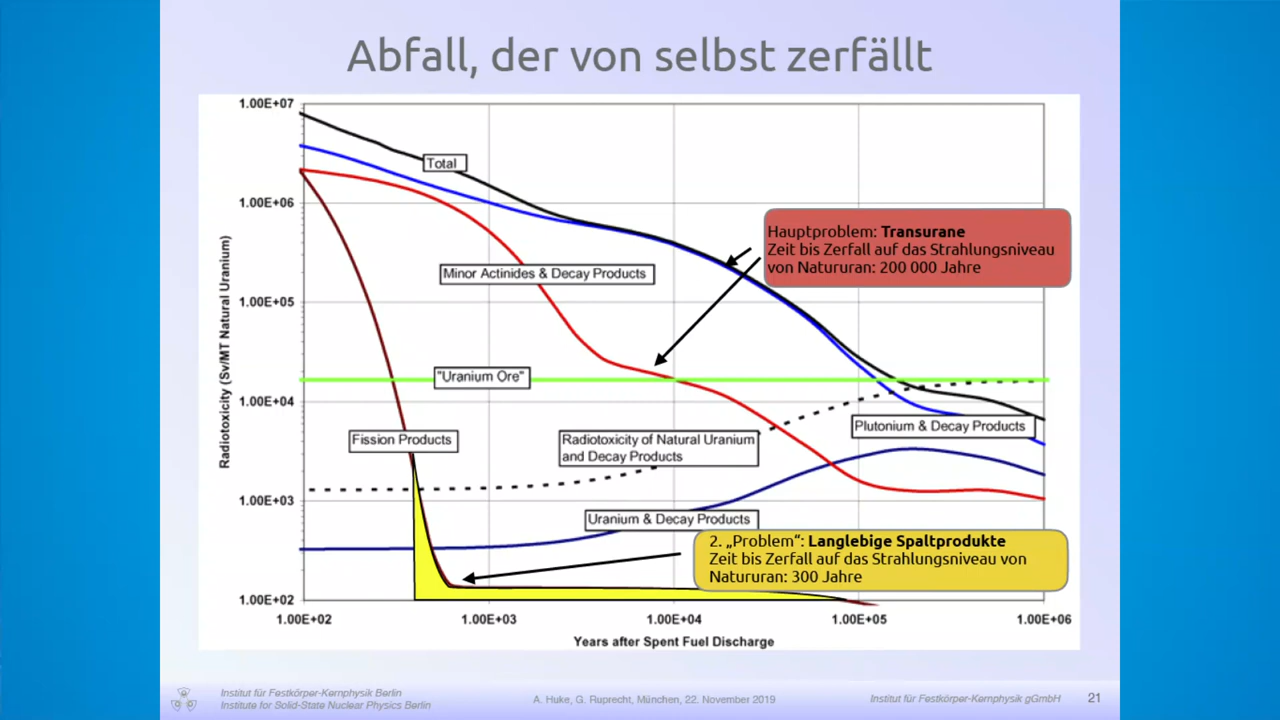 Abfall, der von selbst zerfällt
1.00E+07
1.00E+06
1.00E+05
1.00E+04
1.00E+03
1.00E+02
Radiotoxicity (Sv/MT Natural Uranium)
Total
Hauptproblem: Transurane
Zeit bis Zerfall auf das Strahlungsniveau
von Natururan: 200 000 Jahre
Minor Actinides & Decay Products
"Uranium Ore"
Fission Products
Radiotoxicity of Natural Uranium
and Decay Products
Plutonium & Decay Products
Uranium & Decay Products
2. „Problem“: Langlebige Spaltprodukte
Zeit bis Zerfall auf das Strahlungsniveau von
Natururan: 300 Jahre
1.00E+02
1.00E+03
1.00E+04
1.00E+05
1.00E+06
Years after Spent Fuel Discharge
Institut für Festkörper-Kernphysik Berlin
Institute for Solid-State Nuclear Physics Berlin
A. Huke, G. Ruprecht, München, 22. November 2019
Institut für Festkörper-Kernphysik gGmbH
21